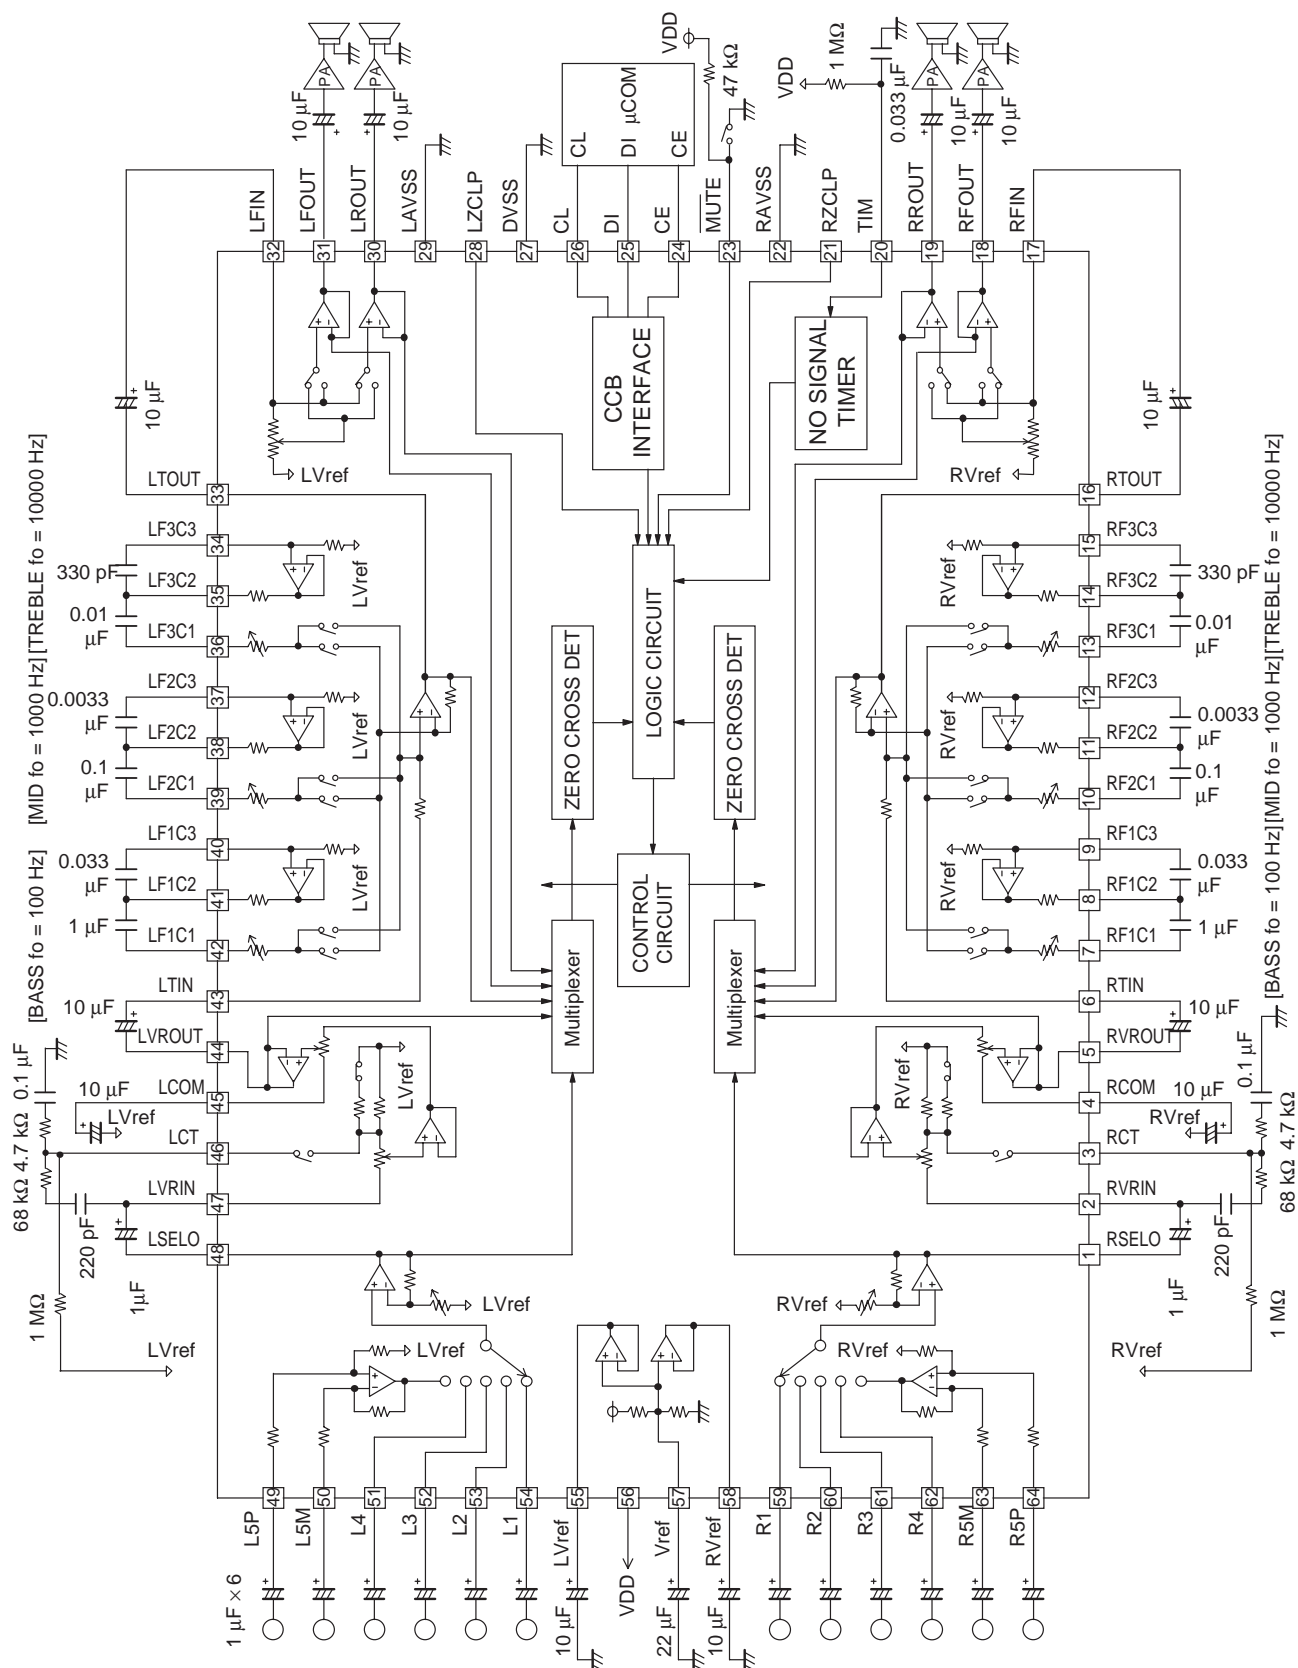 VDD
47 kΩ
VDD
1 MΩ
0.033 μF
PA
PA
PA
PA
10 μF
10 μF
10 μF
10 μF
μCOM
CL
DI
CE
LFIN
LFOUT
LROUT
LAVSS
LZCLP
DVSS
CL
DI
CE
MUTE
RAVSS
RZCLP
TIM
RROUT
RFOUT
RFIN
32
31
30
29
28
27
26
25
24
23
22
21
20
19
18
17
CCB
INTERFACE
NO SIGNAL
TIMER
10 μF
10 μF
LVref
RVref
[BASS fo = 100 Hz]
[MID fo = 1000 Hz][TREBLE fo = 10000 Hz]
LTOUT
33
LF3C3
34
330 pF
LF3C2
35
0.01
μF
LF3C1
36
LF2C3
37
0.0033
μF
LF2C2
38
0.1
μF
LF2C1
39
LF1C3
40
0.033
μF
LF1C2
41
1 μF
LF1C1
42
LTIN
43
10 μF
LVROUT
44
LCOM
45
10 μF
LVref
LCT
46
LVRIN
47
LSELO
48
0.1 μF
4.7 kΩ
68 kΩ
220 pF
1μF
1 MΩ
LVref
LVref
LVref
LVref
LVref
LVref
LVref
ZERO CROSS DET
LOGIC CIRCUIT
ZERO CROSS DET
CONTROL
CIRCUIT
Multiplexer
Multiplexer
16
RTOUT
15
RF3C3
330 pF
14
RF3C2
0.01
μF
13
RF3C1
12
RF2C3
0.0033
μF
11
RF2C2
0.1
μF
10
RF2C1
9
RF1C3
0.033
μF
8
RF1C2
1 μF
7
RF1C1
6
RTIN
10 μF
5
RVROUT
4
RCOM
10 μF
RVref
3
RCT
2
RVRIN
1
RSELO
0.1 μF
4.7 kΩ
68 kΩ
220 pF
1 μF
1 MΩ
RVref
RVref
RVref
RVref
RVref
RVref
RVref
[BASS fo = 100 Hz][MID fo = 1000 Hz][TREBLE fo = 10000 Hz]
49
50
51
52
53
54
55
56
57
58
59
60
61
62
63
64
L5P
L5M
L4
L3
L2
L1
LVref
VDD
Vref
RVref
R1
R2
R3
R4
R5M
R5P
1 μF × 6
10 μF
22 μF
10 μF